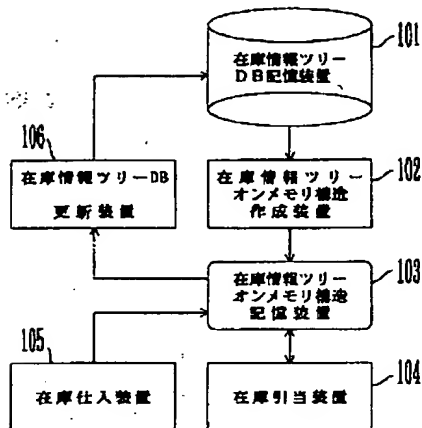 101
在庫情報ツリー
DB記憶装置
106
在庫情報ツリーDB
更新装置
102
在庫情報ツリー
オンメモリ構造
作成装置
103
在庫情報ツリー
オンメモリ構造
記憶装置
105
在庫仕入装置
104
在庫引当装置